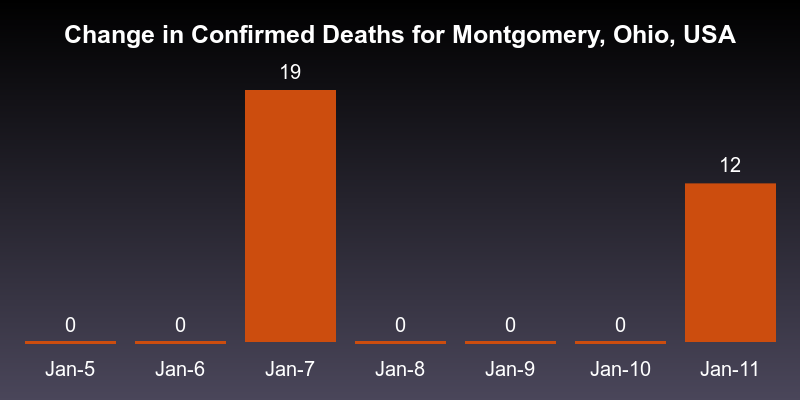 Change in Confirmed Deaths for Montgomery, Ohio, USA
19
12
0 0 0 0 0
Jan-5 Jan-6 Jan-7 Jan-8 Jan-9 Jan-10 Jan-11